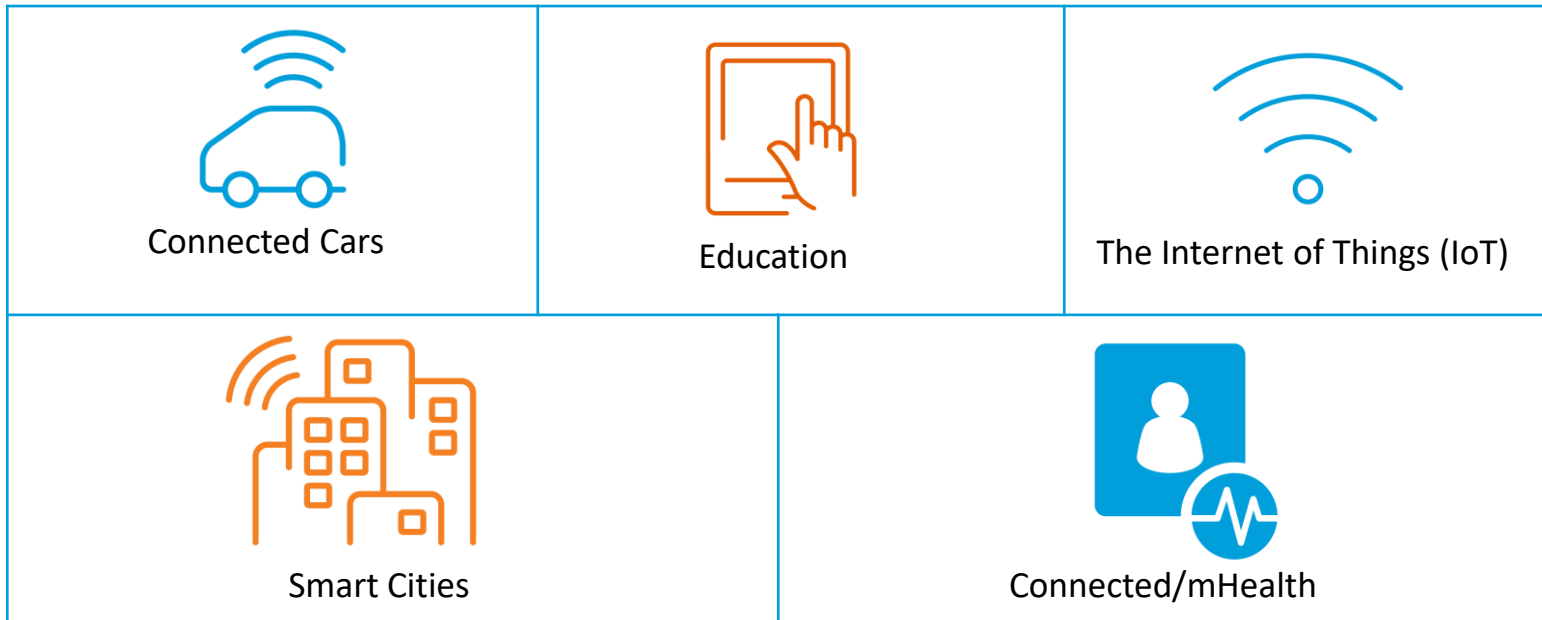 Connected Cars
Education
The Internet of Things (IoT)
Smart Cities
Connected/mHealth